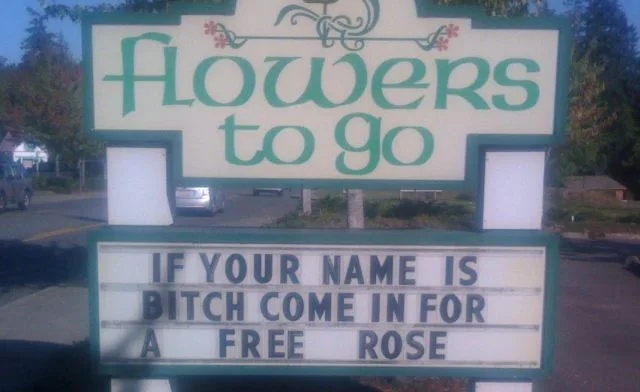 flowers
to go
IF YOUR NAME IS
BITCH COME IN FOR
A FREE ROSE